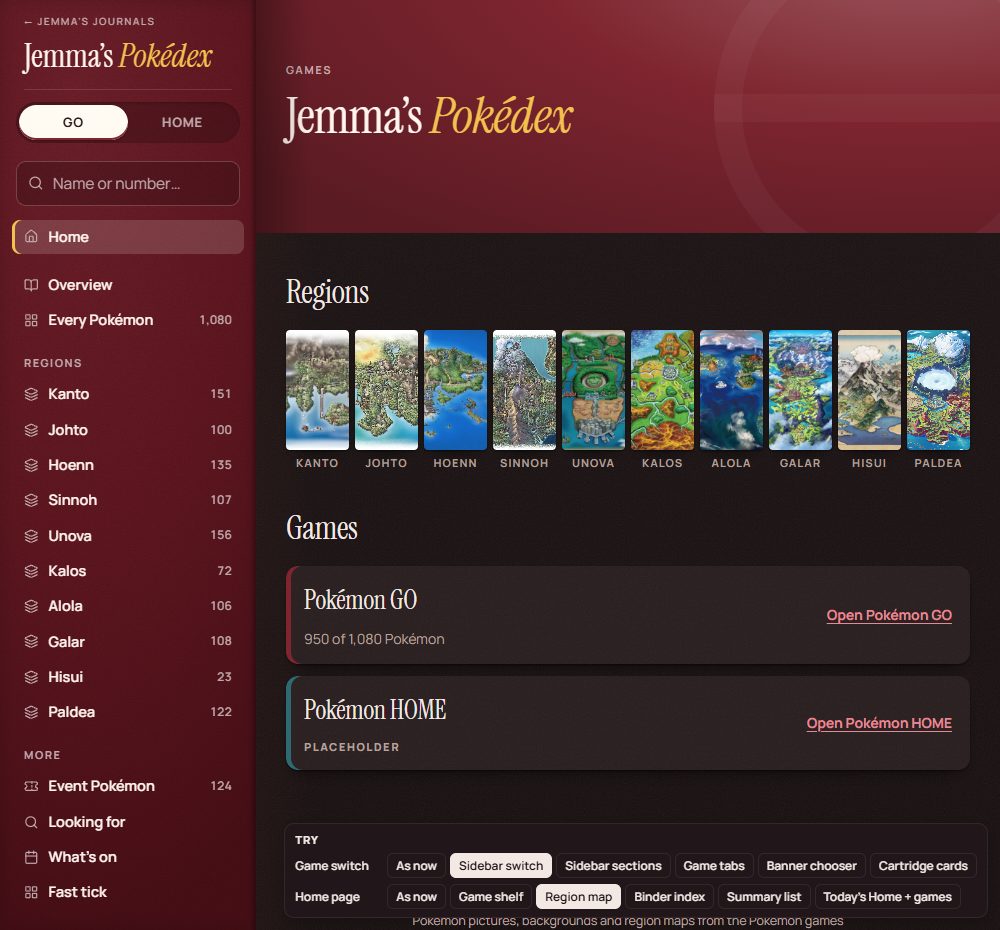 ← JEMMA'S JOURNALS
Jemma's Pokédex
GO HOME
Name or number...
Home
Overview
Every Pokémon 1,080
REGIONS
Kanto 151
Johto 100
Hoenn 135
Sinnoh 107
Unova 156
Kalos 72
Alola 106
Galar 108
Hisui 23
Paldea 122
MORE
Event Pokémon 124
Looking for
What's on
Fast tick
GAMES
Jemma's Pokédex
Regions
KANTO JOHTO HOENN SINNOH UNOVA KALOS ALOLA GALAR HISUI PALDEA
Games
Pokémon GO
950 of 1,080 Pokémon
Open Pokémon GO
Pokémon HOME
PLACEHOLDER
Open Pokémon HOME
TRY
Game switch As now Sidebar switch Sidebar sections Game tabs Banner chooser Cartridge cards
Home page As now Game shelf Region map Binder index Summary list Today's Home + games
Pokémon pictures, backgrounds and region maps from the Pokémon games